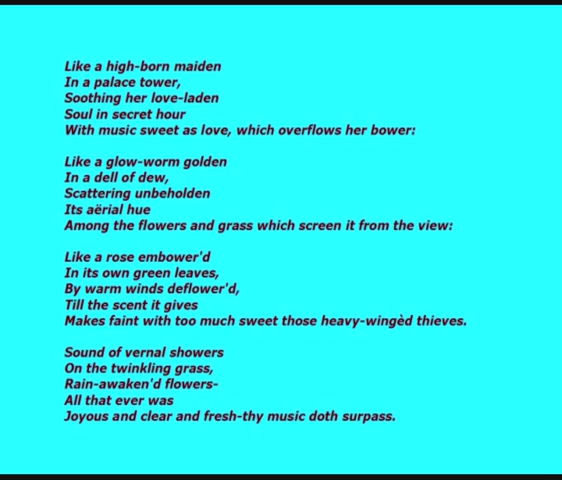 Like a high-born maiden
In a palace tower,
Soothing her love-laden
Soul in secret hour
With music sweet as love, which overflows her bower:
Like a glow-worm golden
In a dell of dew,
Scattering unbeholden
Its aërial hue
Among the flowers and grass which screen it from the view:
Like a rose embower'd
In its own green leaves,
By warm winds deflower'd,
Till the scent it gives
Makes faint with too much sweet those heavy-wingèd thieves.
Sound of vernal showers
On the twinkling grass,
Rain-awaken'd flowers-
All that ever was
Joyous and clear and fresh-thy music doth surpass.